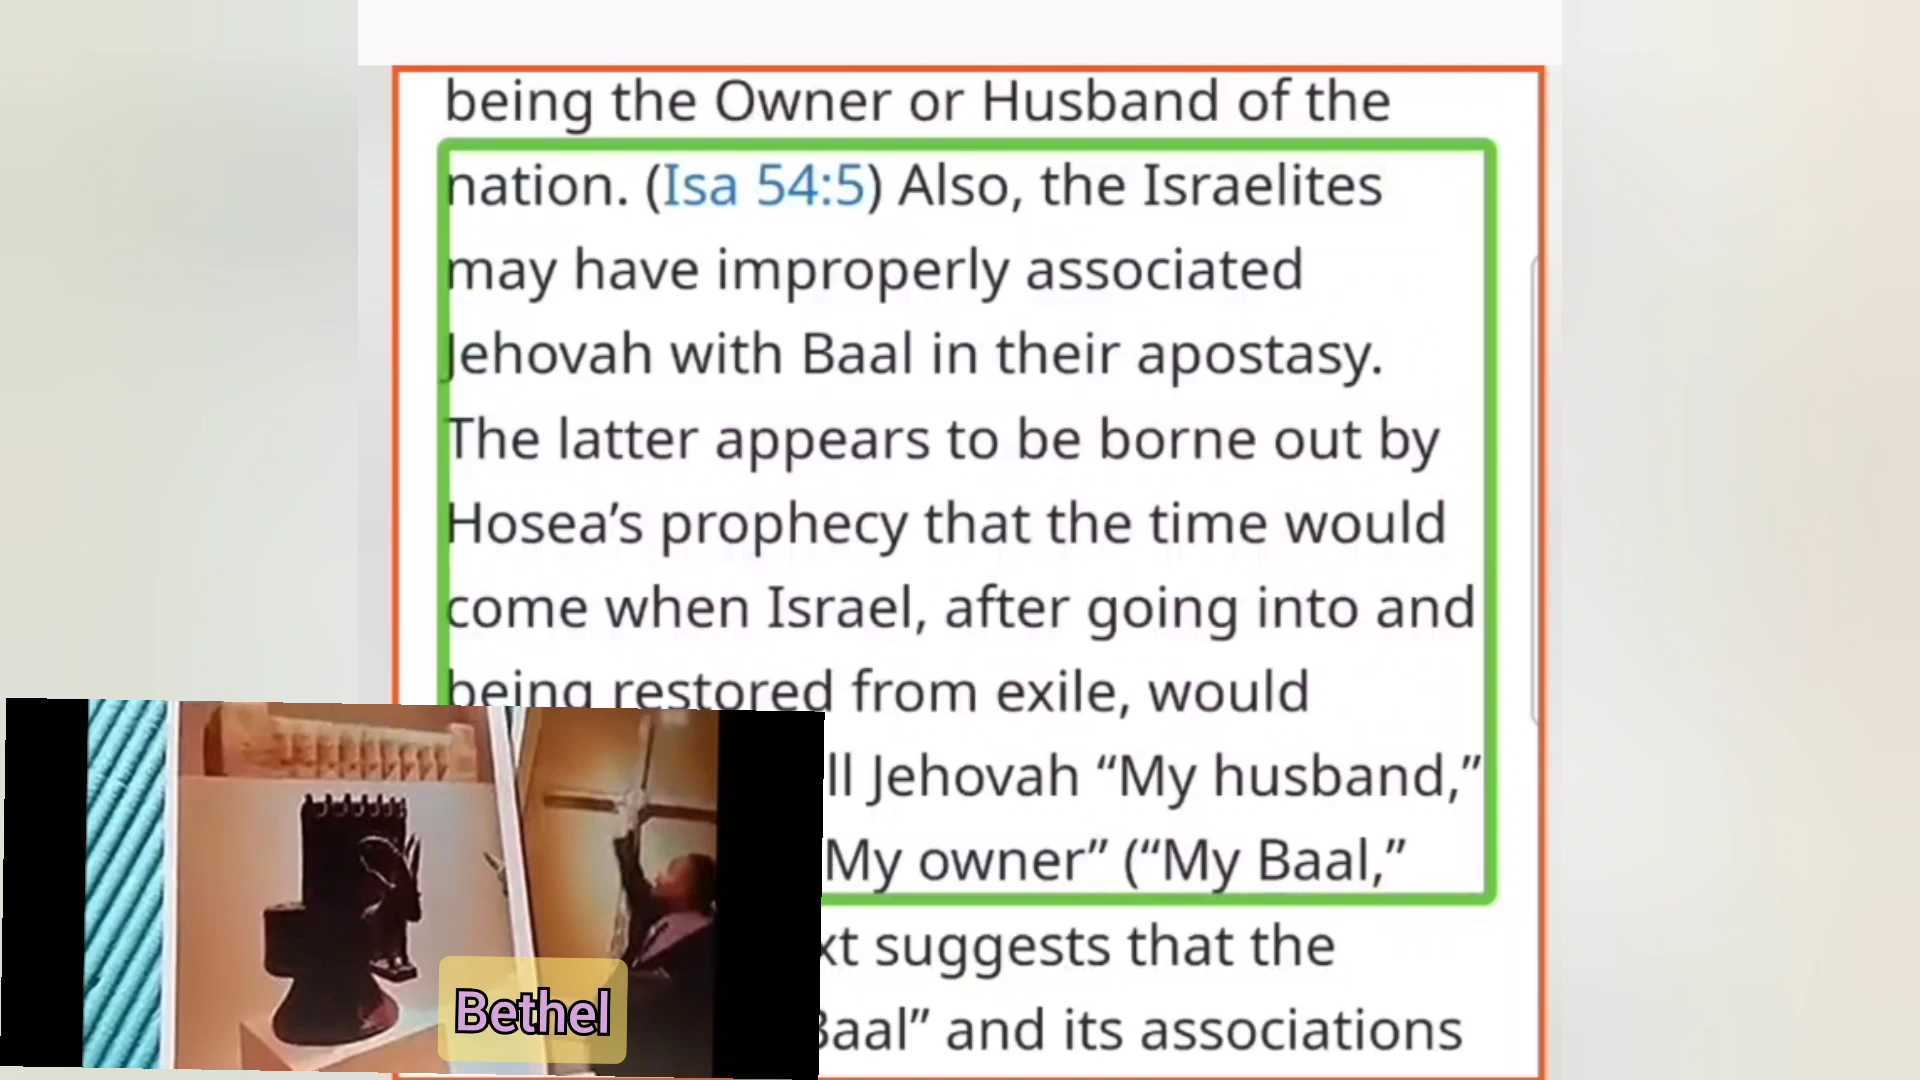 being the Owner or Husband of the
nation. (Isa 54:5) Also, the Israelites
may have improperly associated
Jehovah with Baal in their apostasy.
The latter appears to be borne out by
Hosea’s prophecy that the time would
come when Israel, after going into and
being restored from exile, would
ll Jehovah “My husband,”
My owner” (“My Baal,”
xt suggests that the
Baal” and its associations
Bethel